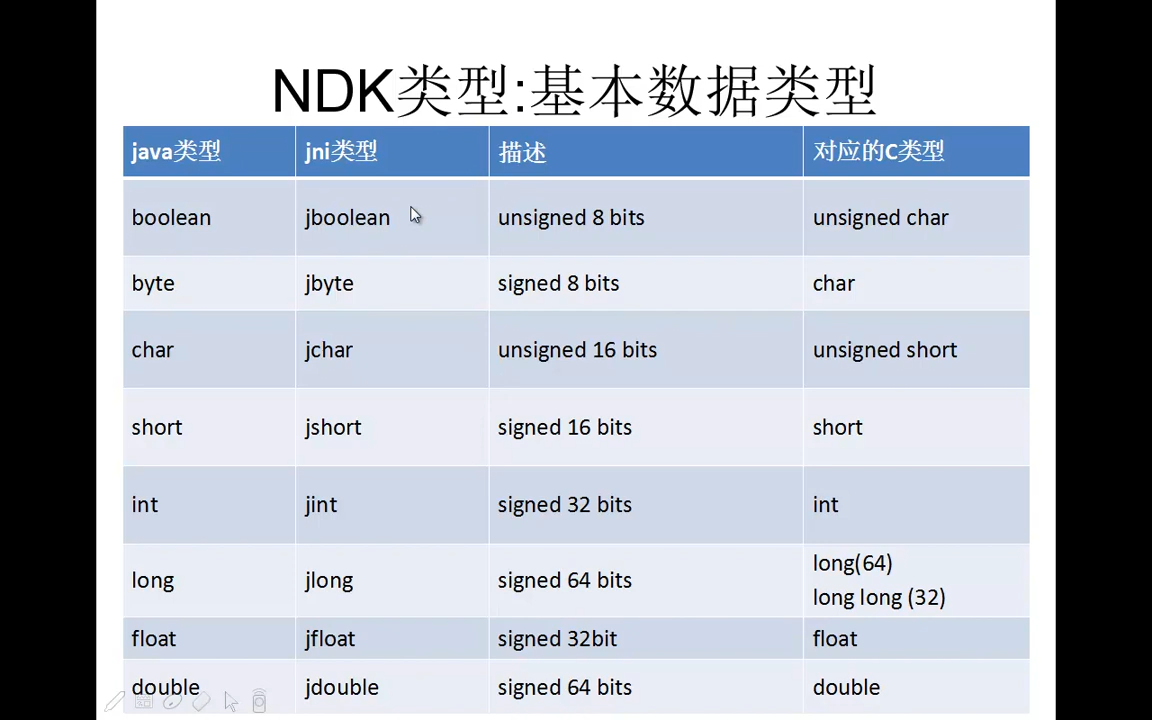 NDK类型:基本数据类型
java类型 jni类型 描述 对应的C类型
boolean jboolean unsigned 8 bits unsigned char
byte jbyte signed 8 bits char
char jchar unsigned 16 bits unsigned short
short jshort signed 16 bits short
int jint signed 32 bits int
long jlong signed 64 bits long(64)
long long (32)
float jfloat signed 32bit float
double jdouble signed 64 bits double